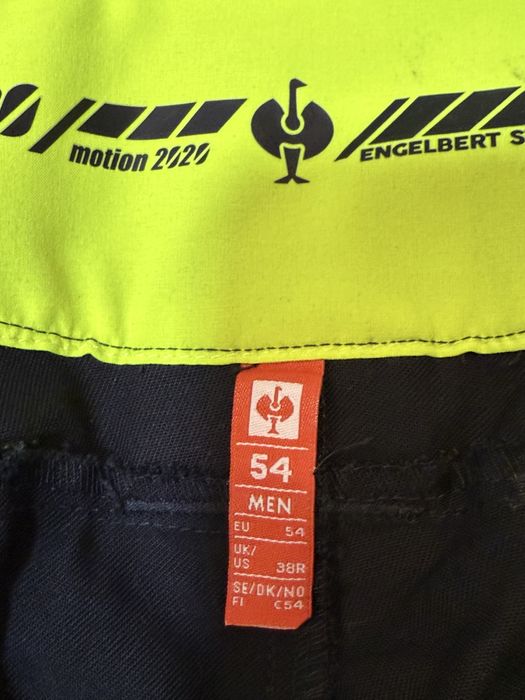 motion 2020
ENGELBERT S
54
MEN
EU 54
UK/
US 38R
SE/DK/NO
FI C54